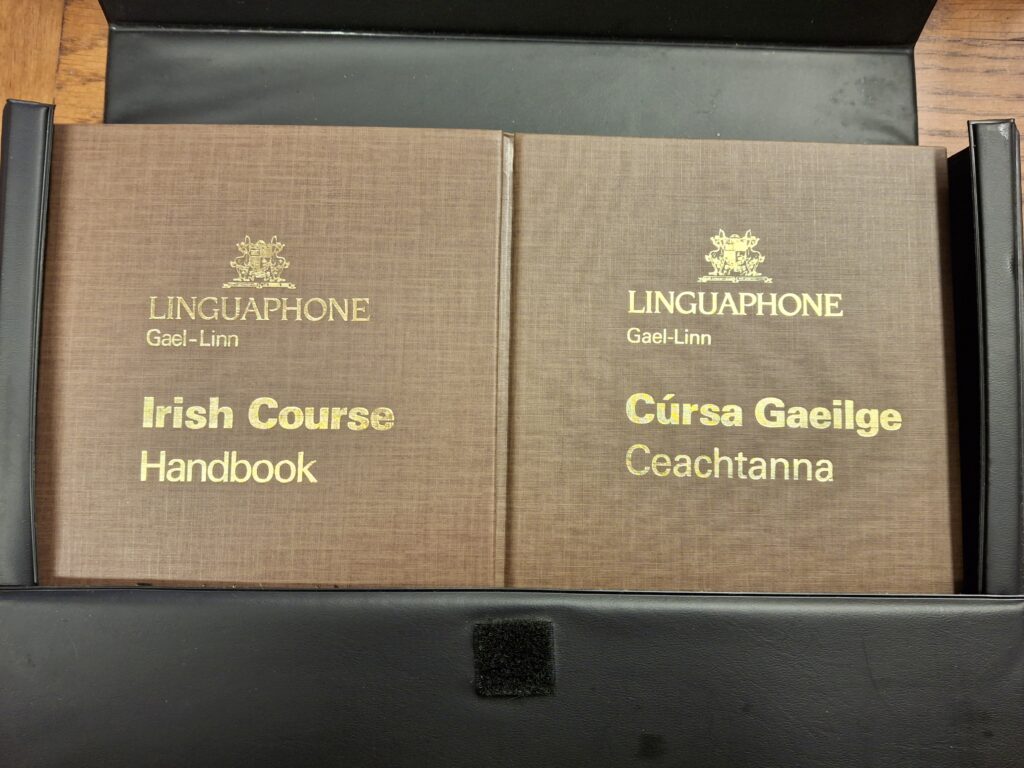 LINGUAPHONE
Gael-Linn
Irish Course
Handbook
LINGUAPHONE
Gael-Linn
Cúrsa Gaeilge
Ceachtanna